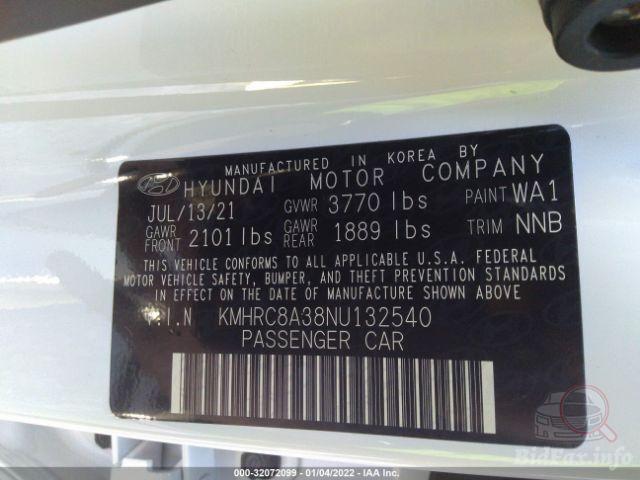 MANUFACTURED IN KOREA BY
HYUNDAI MOTOR COMPANY
JUL/13/21 GVWR 3770 lbs PAINT WA1
GAWR FRONT 2101 lbs GAWR REAR 1889 lbs TRIM NNB
THIS VEHICLE CONFORMS TO ALL APPLICABLE U.S.A. FEDERAL
MOTOR VEHICLE SAFETY, BUMPER, AND THEFT PREVENTION STANDARDS
IN EFFECT ON THE DATE OF MANUFACTURE SHOWN ABOVE
V.I.N KMHRC8A38NU132540
PASSENGER CAR
000-32072099 - 01/04/2022 - IAA Inc.
BidFax.info